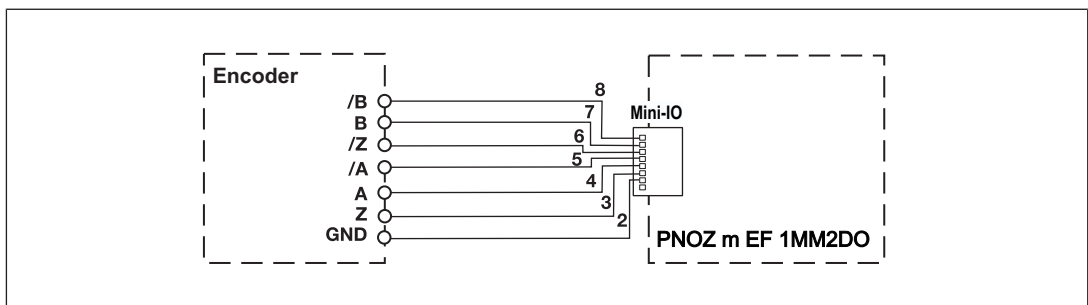 Encoder
/B
B
/Z
/A
A
Z
GND
8
7
6
5
4
3
2
Mini-IO
PNOZ m EF 1MM2DO